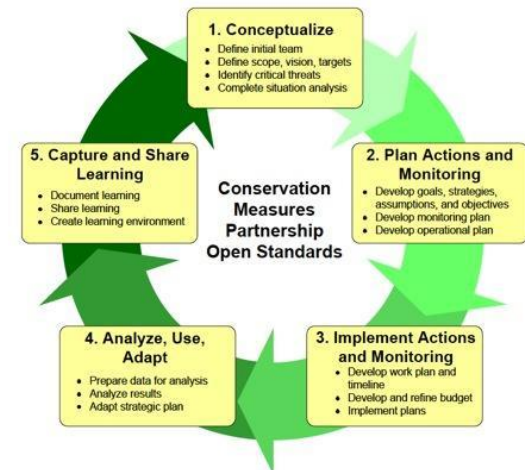 1. Conceptualize
• Define initial team
• Define scope, vision, targets
• Identify critical threats
• Complete situation analysis
2. Plan Actions and
Monitoring
• Develop goals, strategies,
assumptions, and objectives
• Develop monitoring plan
• Develop operational plan
3. Implement Actions
and Monitoring
• Develop work plan and
timeline
• Develop and refine budget
• Implement plans
4. Analyze, Use,
Adapt
• Prepare data for analysis
• Analyze results
• Adapt strategic plan
5. Capture and Share
Learning
• Document learning
• Share learning
• Create learning environment
Conservation
Measures
Partnership
Open Standards